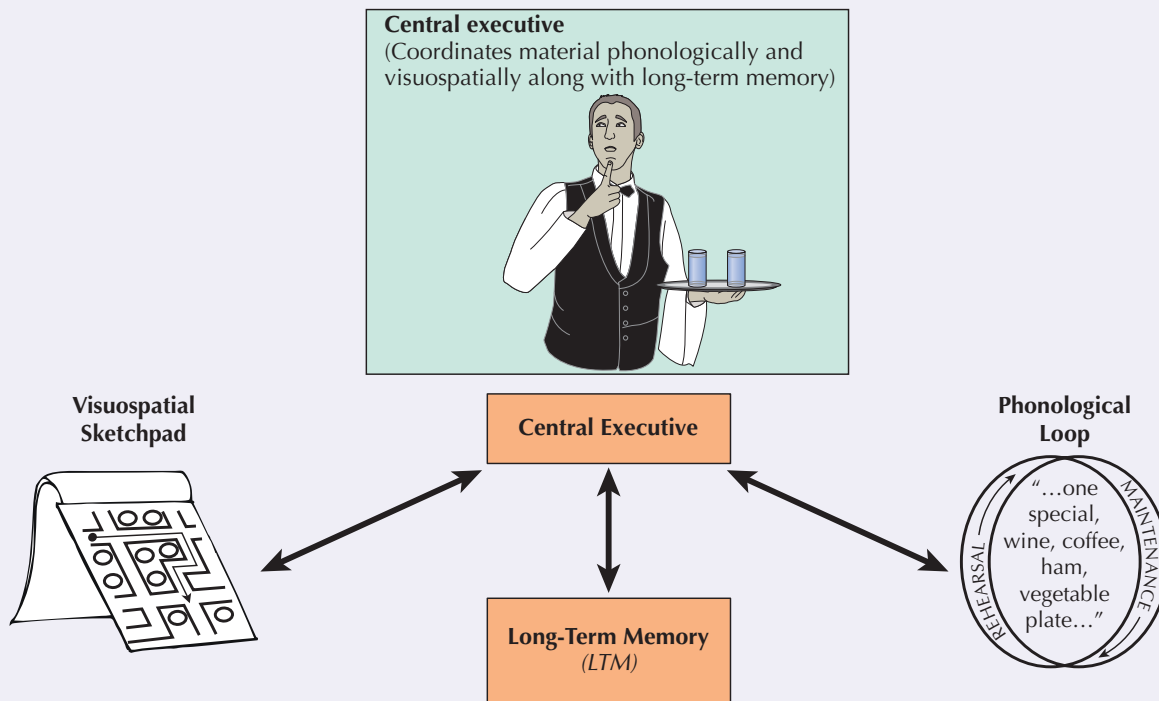 Central executive
(Coordinates material phonologically and
visuospatially along with long-term memory)
Visuospatial
Sketchpad
Central Executive
Phonological
Loop
REHEARSAL
MAINTENANCE
“...one
special,
wine, coffee,
ham,
vegetable
plate...”
Long-Term Memory
(LTM)